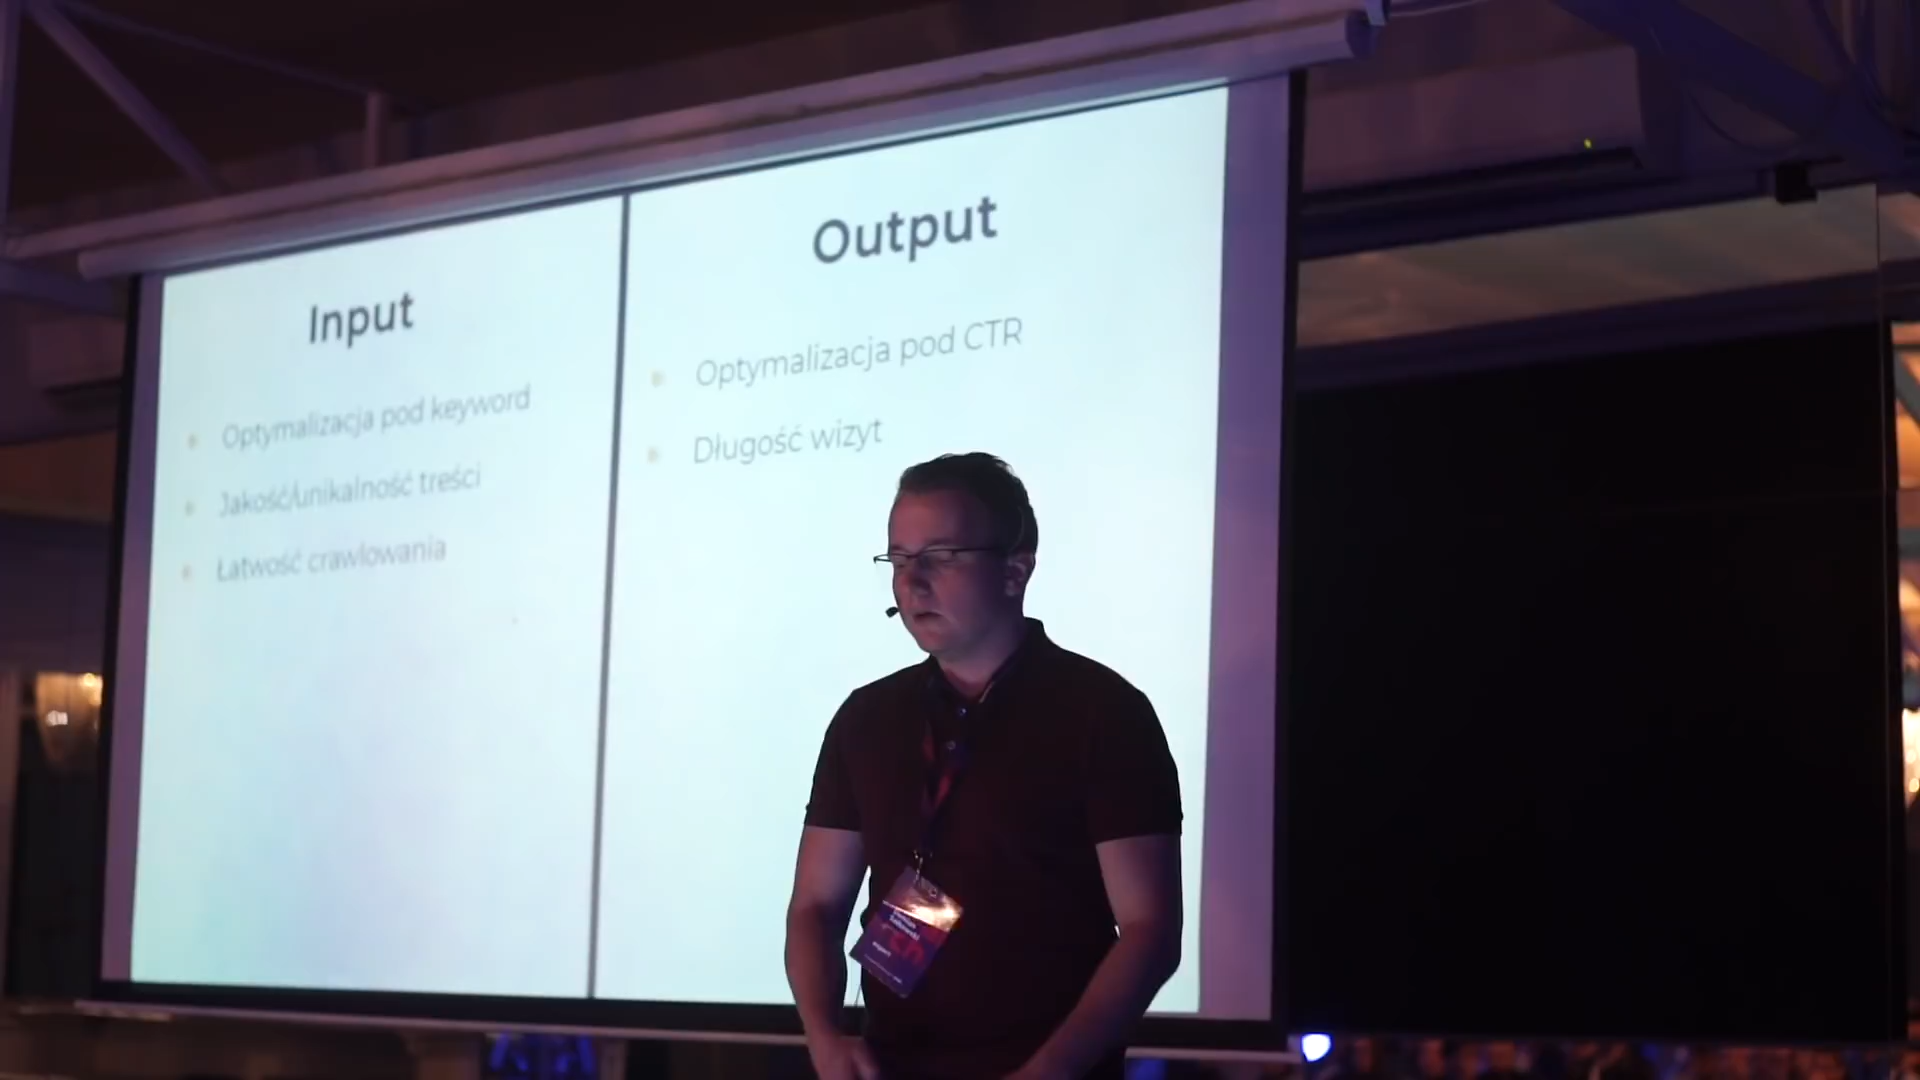 Input
Optymalizacja pod keyword
Jakość/unikalność treści
Łatwość crawlowania
Output
Optymalizacja pod CTR
Długość wizyt